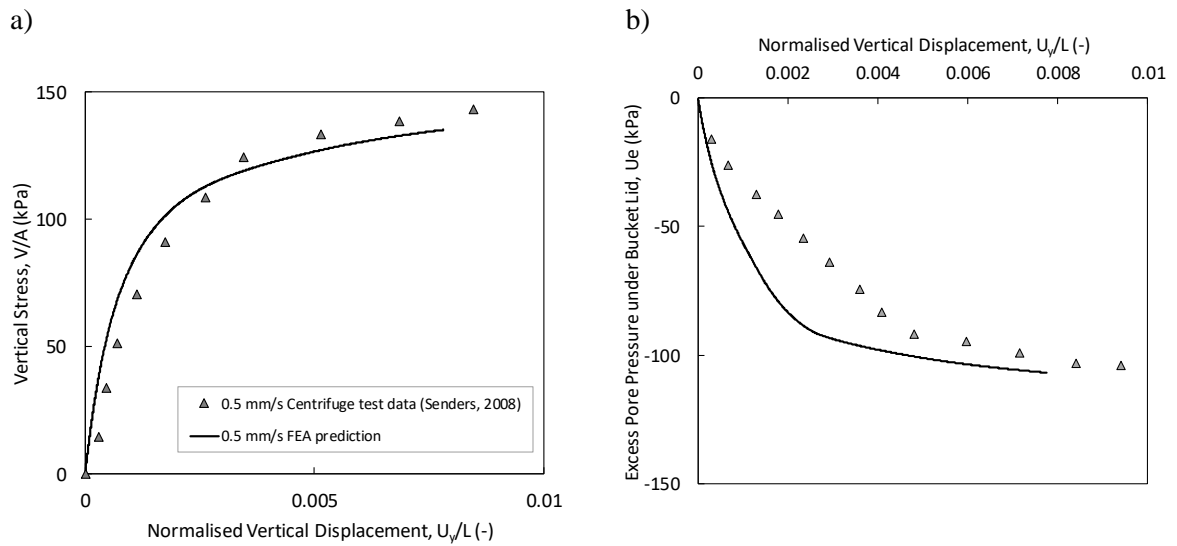 a)
150
100
50
0
Vertical Stress, V/A (kPa)
0.5 mm/s Centrifuge test data (Senders, 2008)
0.5 mm/s FEA prediction
0
0.005
0.01
Normalised Vertical Displacement, Uy/L (-)
b)
Normalised Vertical Displacement, Uy/L (-)
0
0.002
0.004
0.006
0.008
0.01
0
-50
-100
-150
Excess Pore Pressure under Bucket Lid, Ue (kPa)